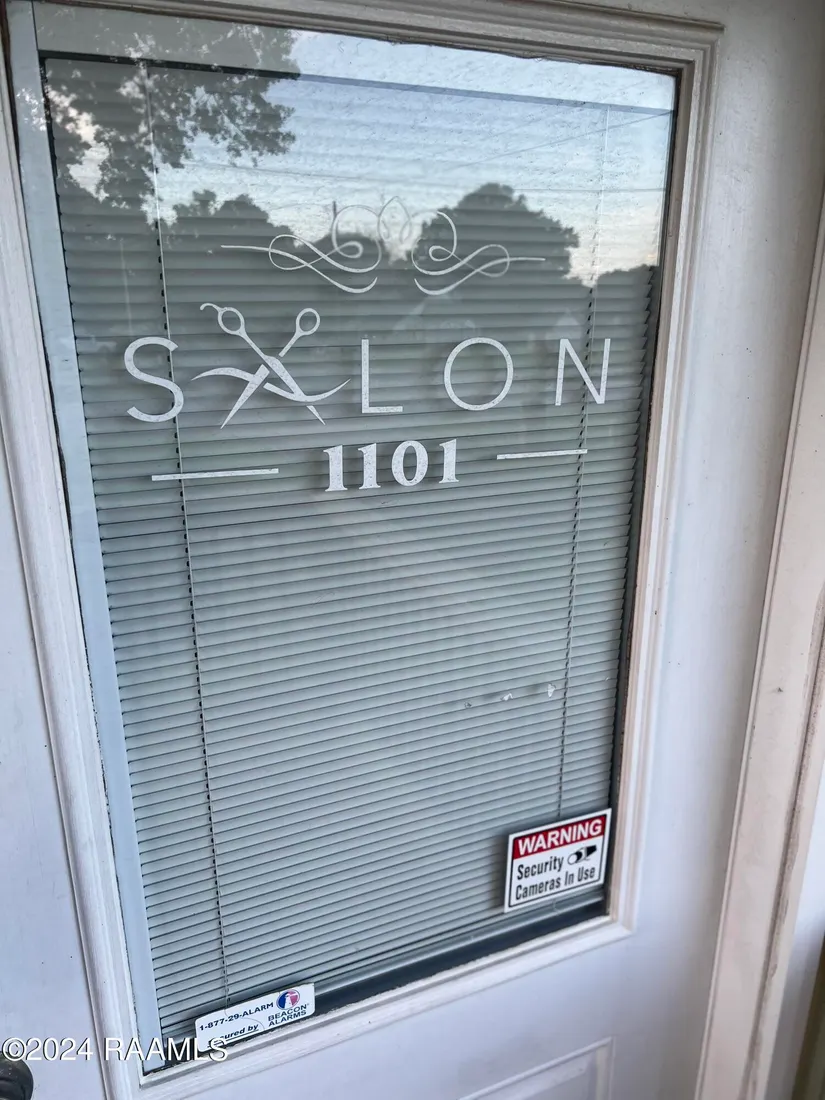 SALON
1101
WARNING
Security
Cameras In Use
1-877-29-ALARM
BEACON
ALARMS
©2024 RAAMLS